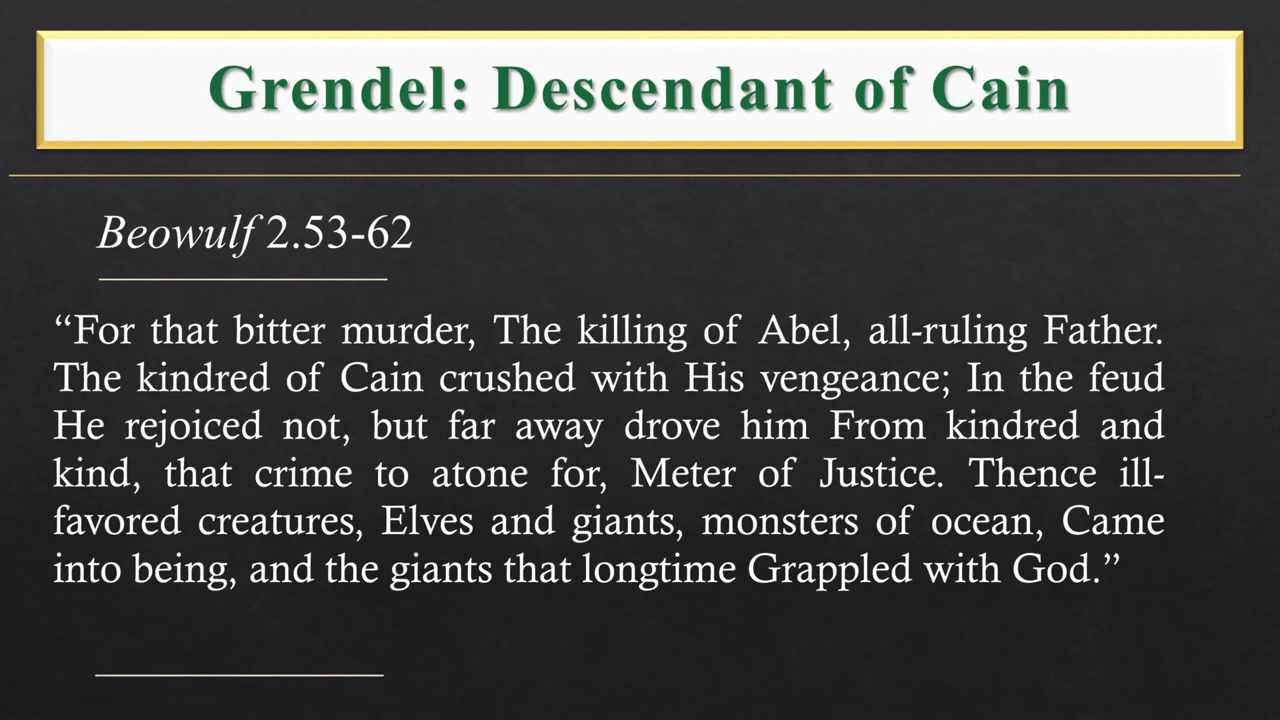 Grendel: Descendant of Cain
Beowulf 2.53-62
“For that bitter murder, The killing of Abel, all-ruling Father.
The kindred of Cain crushed with His vengeance; In the feud
He rejoiced not, but far away drove him From kindred and
kind, that crime to atone for, Meter of Justice. Thence ill-
favored creatures, Elves and giants, monsters of ocean, Came
into being, and the giants that longtime Grappled with God.”